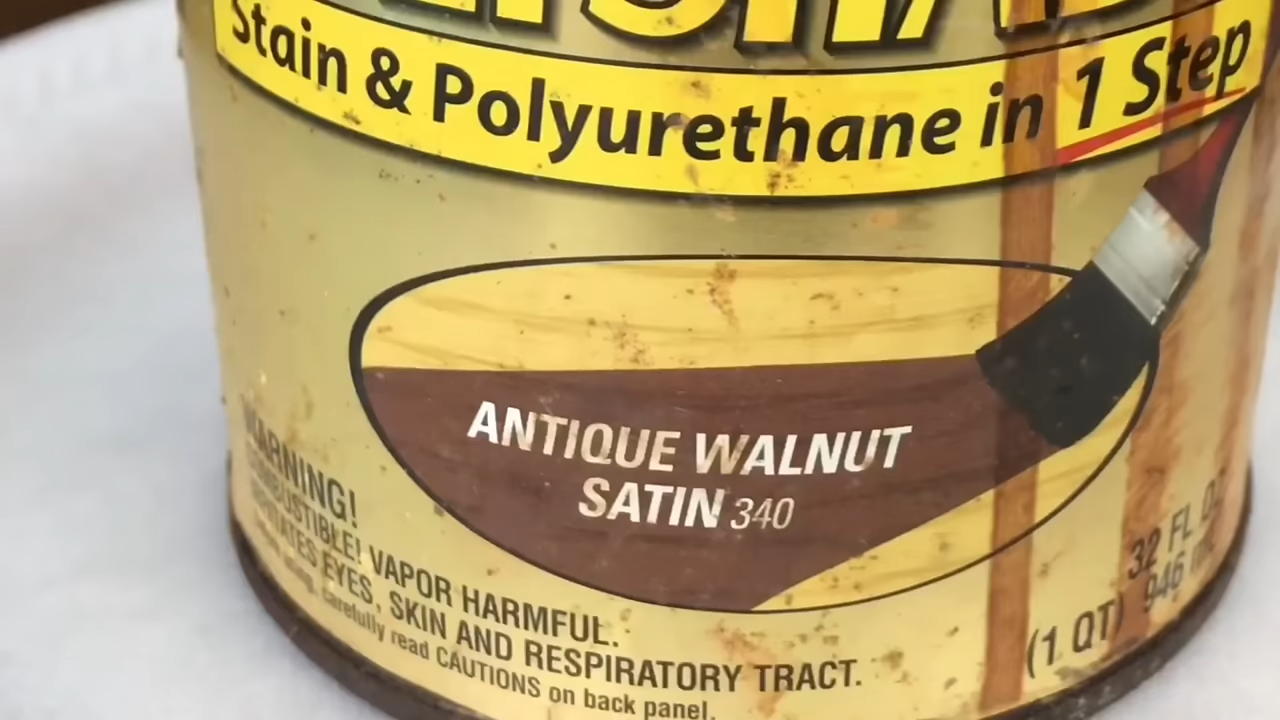 Stain & Polyurethane in 1 Step
ANTIQUE WALNUT
SATIN 340
WARNING!
COMBUSTIBLE! VAPOR HARMFUL.
IRRITATES EYES, SKIN AND RESPIRATORY TRACT.
carefully read CAUTIONS on back panel.
32 FL OZ
(1 QT) 946